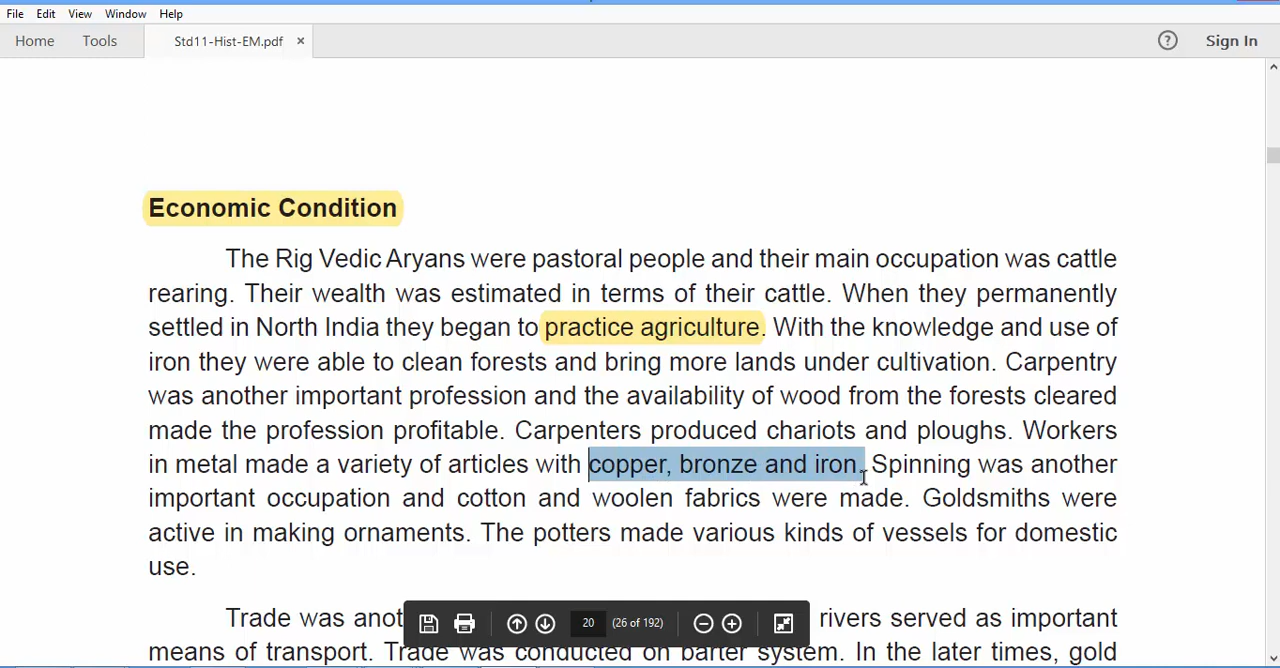 File Edit View Window Help
Home Tools Std11-Hist-EM.pdf × ? Sign In
Economic Condition
The Rig Vedic Aryans were pastoral people and their main occupation was cattle
rearing. Their wealth was estimated in terms of their cattle. When they permanently
settled in North India they began to practice agriculture. With the knowledge and use of
iron they were able to clean forests and bring more lands under cultivation. Carpentry
was another important profession and the availability of wood from the forests cleared
made the profession profitable. Carpenters produced chariots and ploughs. Workers
in metal made a variety of articles with copper, bronze and iron. Spinning was another
important occupation and cotton and woolen fabrics were made. Goldsmiths were
active in making ornaments. The potters made various kinds of vessels for domestic
use.
Trade was rivers served as important
20 (26 of 192)
means of transport. Trade was conducted on barter system. In the later times, gold